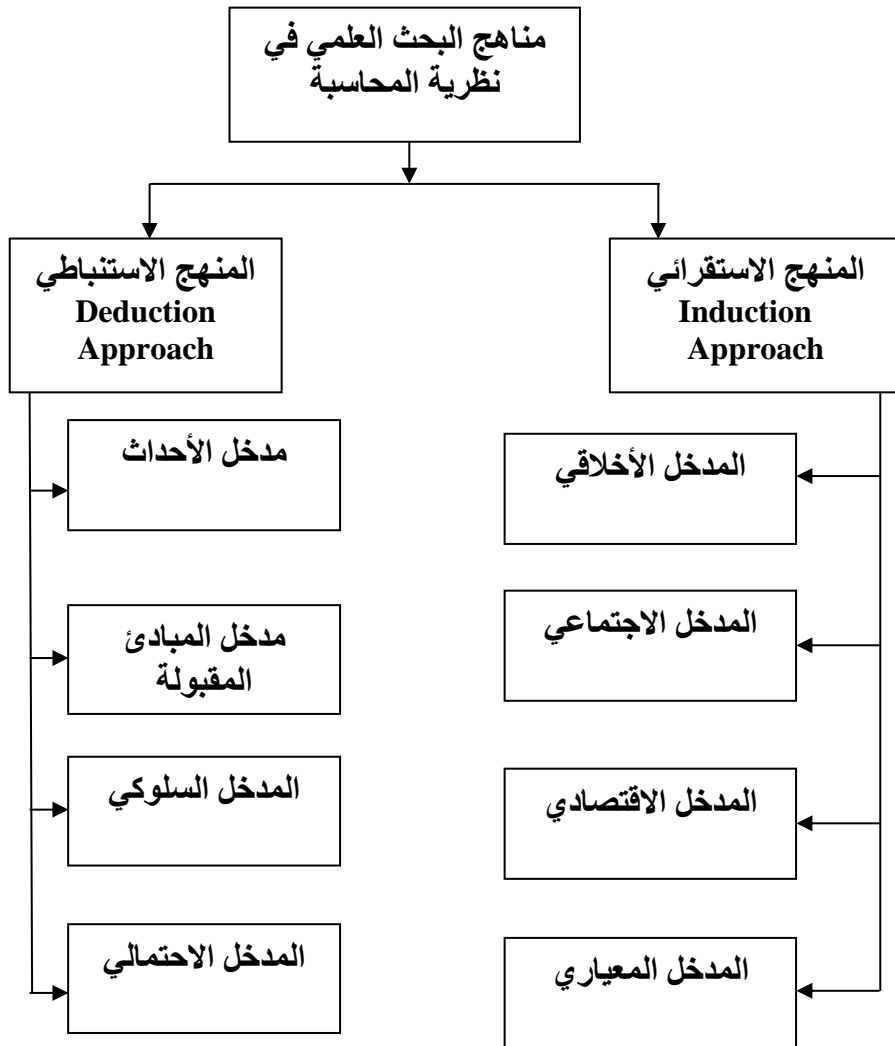 مناهج البحث العلمي في
نظرية المحاسبة
المنهج الاستقرائي
Induction
Approach
المنهج الاستنباطي
Deduction
Approach
المدخل الأخلاقي
المدخل الاجتماعي
المدخل الاقتصادي
المدخل المعياري
مدخل الأحداث
مدخل المبادئ
المقبولة
المدخل السلوكي
المدخل الاحتمالي